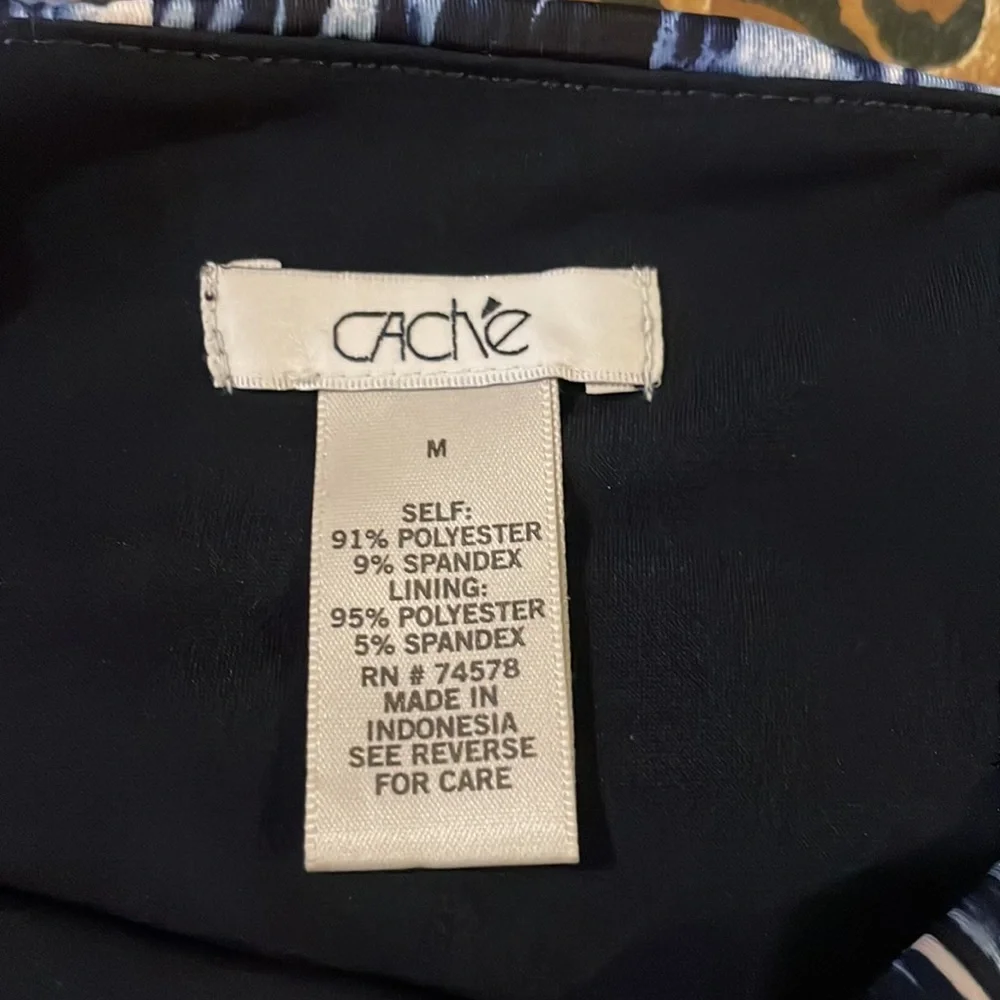 CAChé
M
SELF:
91% POLYESTER
9% SPANDEX
LINING:
95% POLYESTER
5% SPANDEX
RN # 74578
MADE IN
INDONESIA
SEE REVERSE
FOR CARE